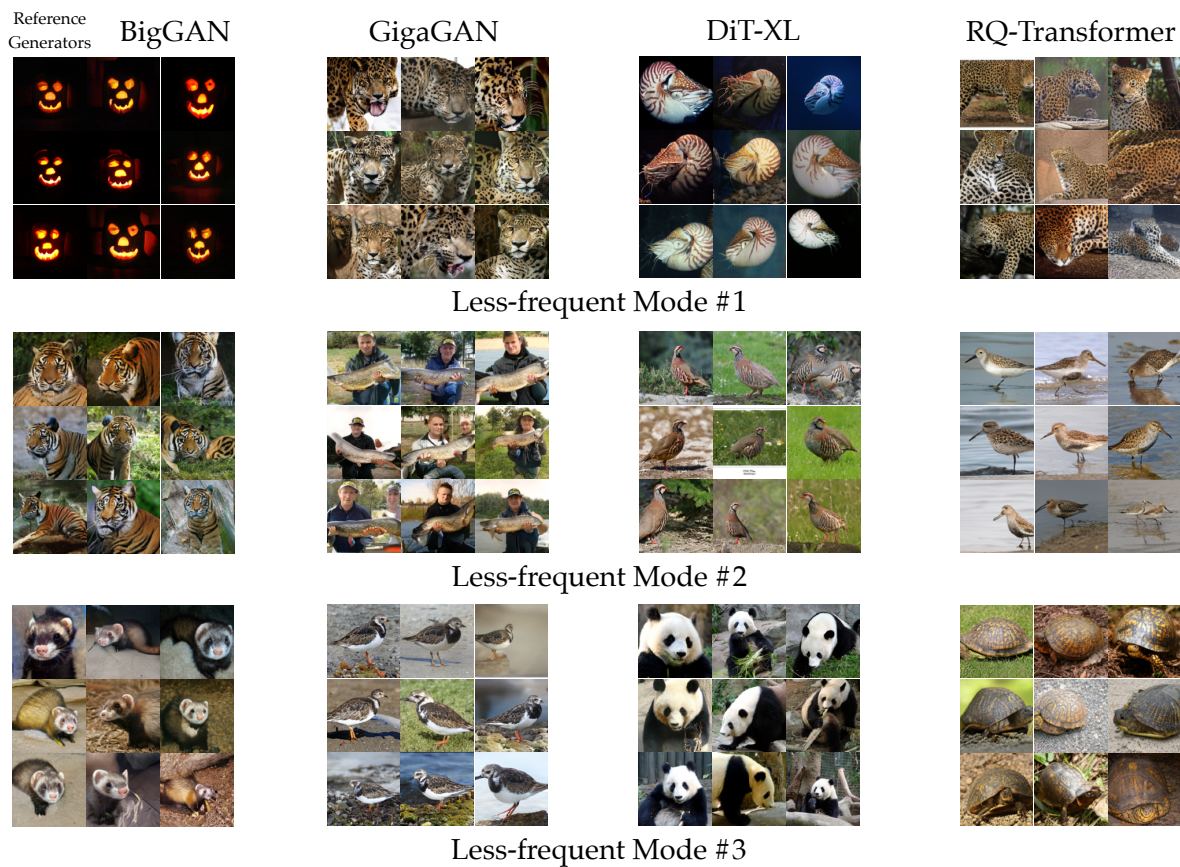 Reference
Generators
BigGAN
GigaGAN
DiT-XL
RQ-Transformer
Less-frequent Mode #1
Less-frequent Mode #2
Less-frequent Mode #3